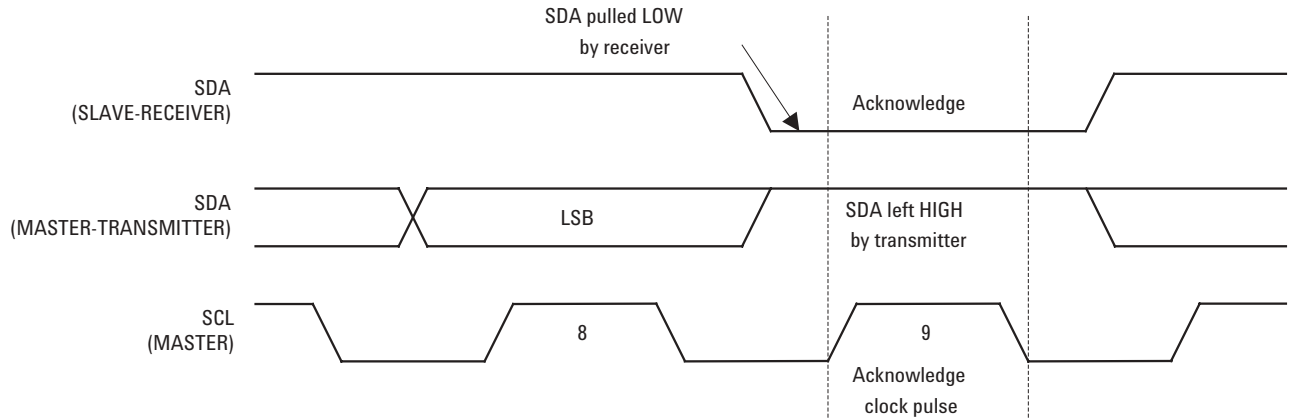 SDA pulled LOW
by receiver
SDA
(SLAVE-RECEIVER)
Acknowledge
SDA
(MASTER-TRANSMITTER)
LSB
SDA left HIGH
by transmitter
SCL
(MASTER)
8
9
Acknowledge
clock pulse